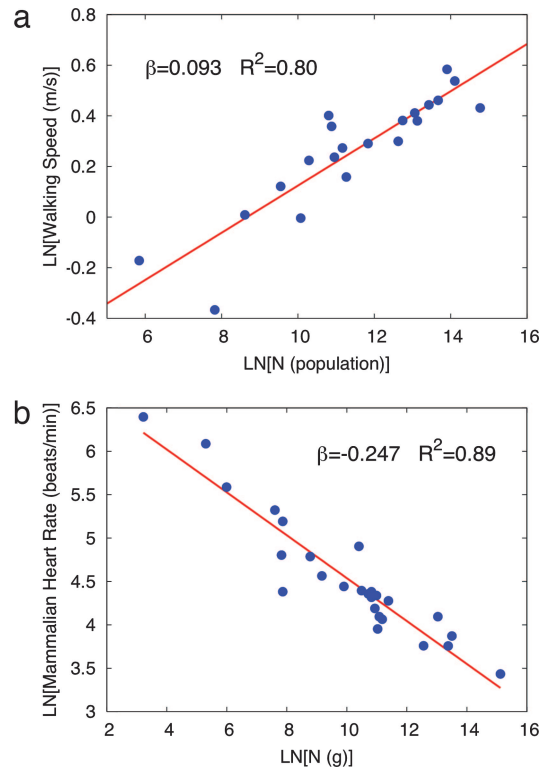 a
0.8
0.6
0.4
0.2
0
-0.2
-0.4
LN[Walking Speed (m/s)]
β=0.093 R²=0.80
6 8 10 12 14 16
LN[N (population)]
b
6.5
6
5.5
5
4.5
4
3.5
3
LN[Mammalian Heart Rate (beats/min)]
β=-0.247 R²=0.89
2 4 6 8 10 12 14 16
LN[N (g)]